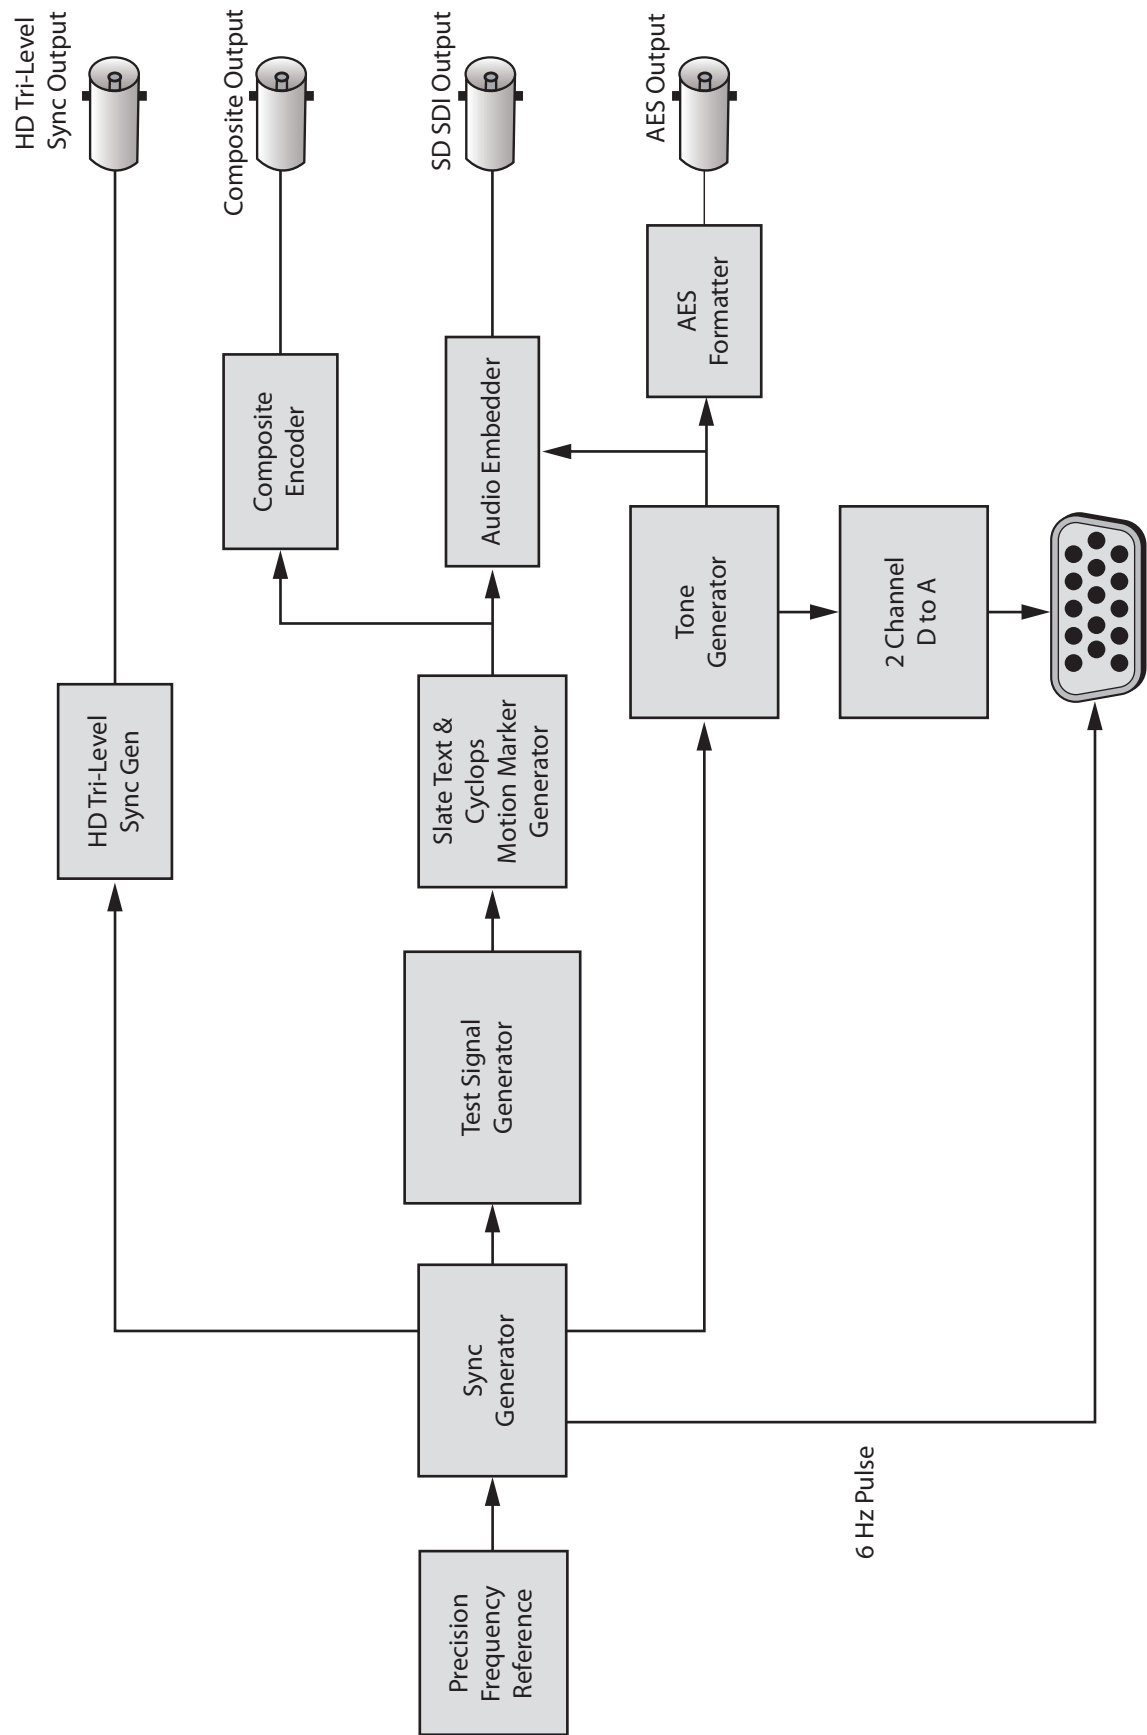 HD Tri-Level
Sync Output
Composite Output
SD SDI Output
AES Output
HD Tri-Level
Sync Gen
Composite
Encoder
Audio Embedder
AES
Formatter
Slate Text &
Cyclops
Motion Marker
Generator
Tone
Generator
2 Channel
D to A
Test Signal
Generator
Sync
Generator
6 Hz Pulse
Precision
Frequency
Reference